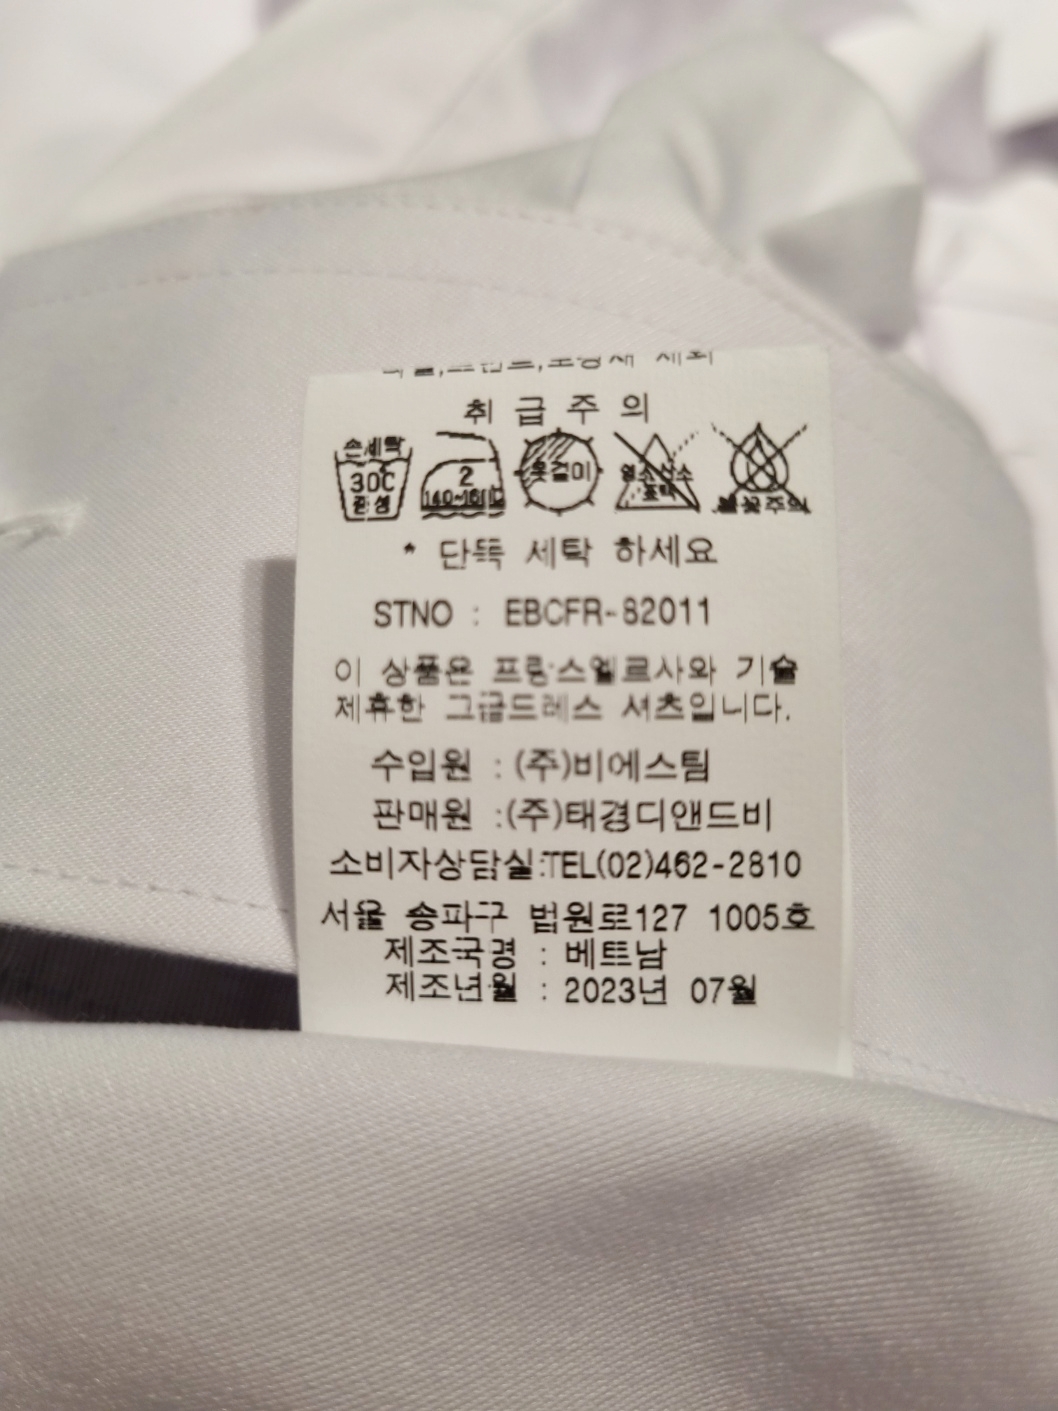 취급주의
손세탁
30℃
중성
2
140~160℃
옷걸이
염소산소
표백
불꽃주의
* 단독 세탁 하세요
STNO : EBCFR-82011
이 상품은 프랑스엘르사와 기술
제휴한 고급드레스 셔츠입니다.
수입원 : (주)비에스팀
판매원 :(주)태경디앤드비
소비자상담실:TEL(02)462-2810
서울 송파구 법원로127 1005호
제조국명 : 베트남
제조년월 : 2023년 07월